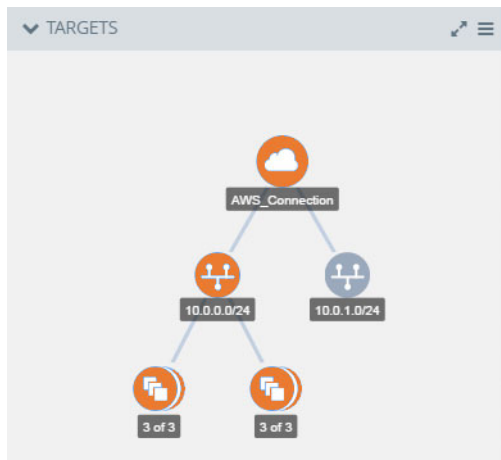 TARGETS
AWS_Connection
10.0.0.0/24
10.0.1.0/24
3 of 3
3 of 3